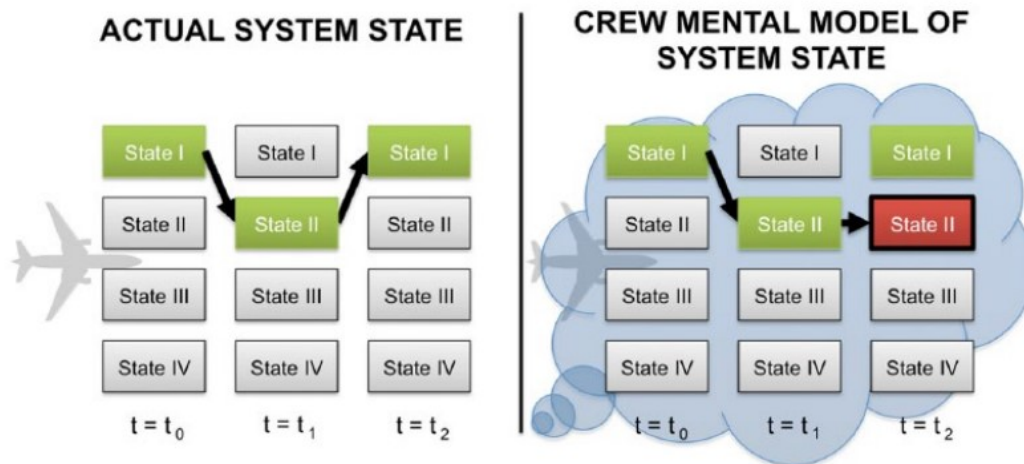 ACTUAL SYSTEM STATE
State I State I State I
State II State II State II
State III State III State III
State IV State IV State IV
t = t0 t = t1 t = t2
CREW MENTAL MODEL OF
SYSTEM STATE
State I State I State I
State II State II State II
State III State III State III
State IV State IV State IV
t = t0 t = t1 t = t2